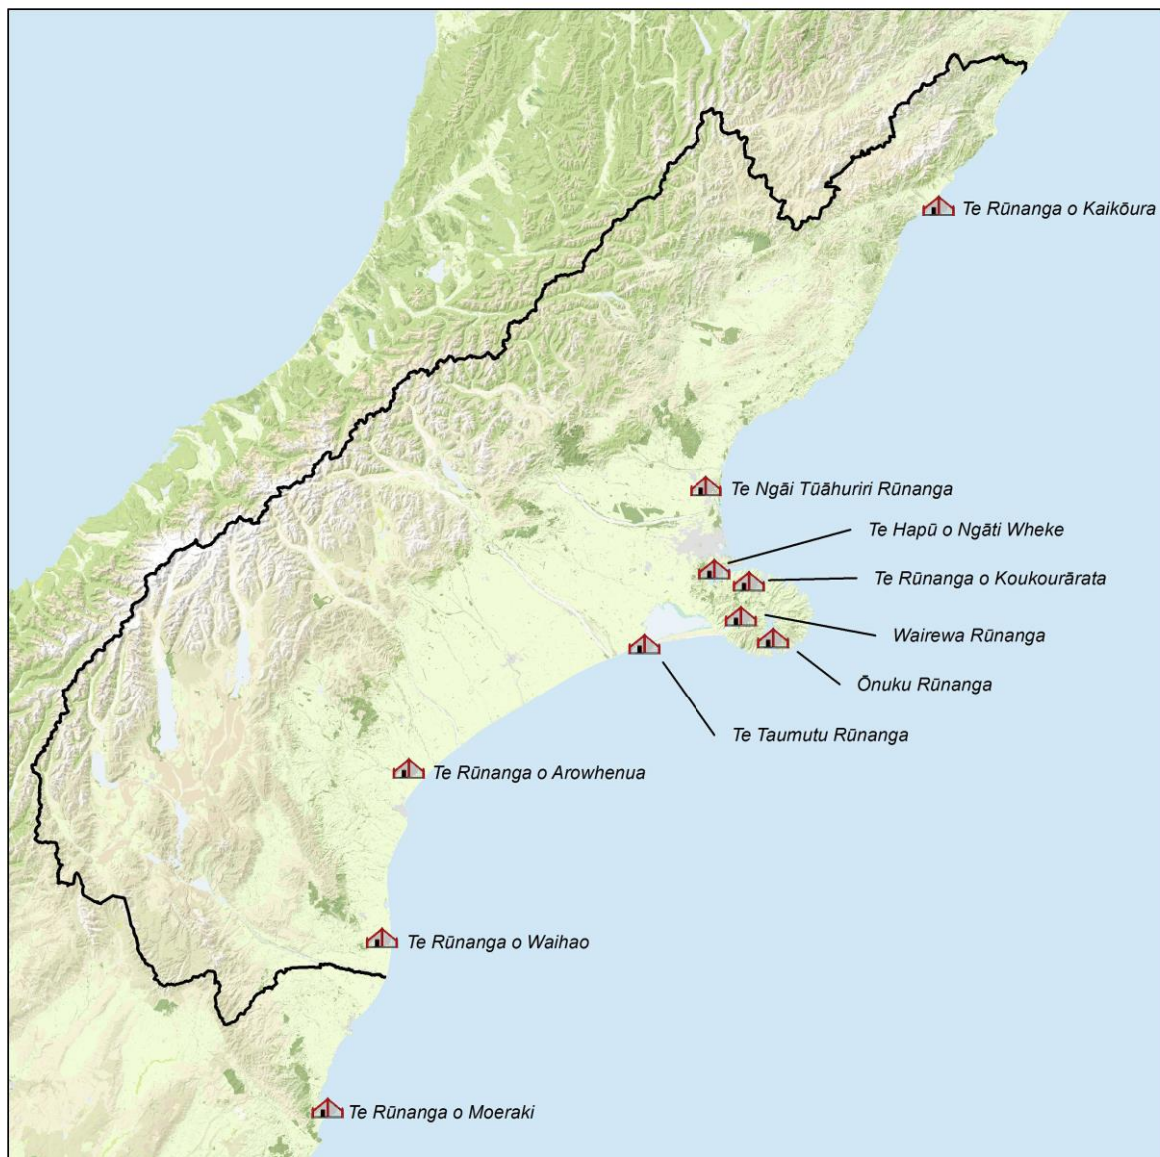 Te Rūnanga o Kaikōura
Te Ngāi Tūāhuriri Rūnanga
Te Hapū o Ngāti Wheke
Te Rūnanga o Koukourārata
Wairewa Rūnanga
Ōnuku Rūnanga
Te Taumutu Rūnanga
Te Rūnanga o Arowhenua
Te Rūnanga o Waihao
Te Rūnanga o Moeraki